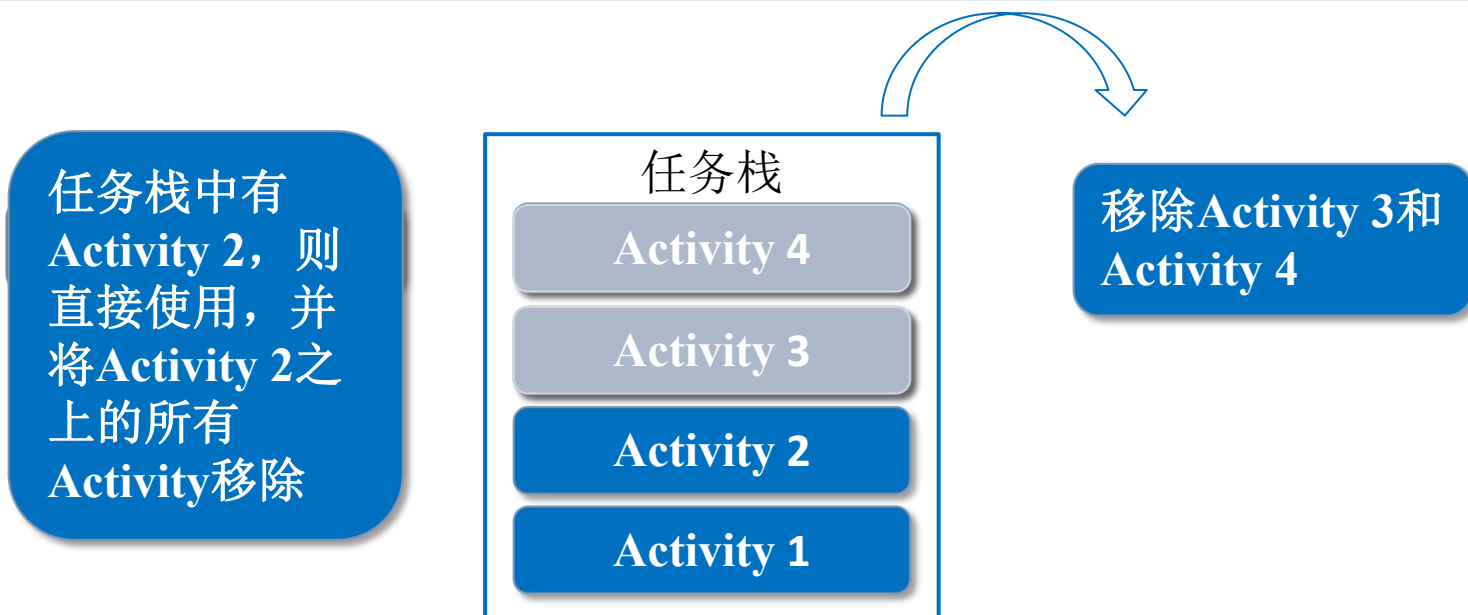 任务栈中有
Activity 2，则
直接使用，并
将Activity 2之
上的所有
Activity移除
任务栈
Activity 4
Activity 3
Activity 2
Activity 1
移除Activity 3和
Activity 4